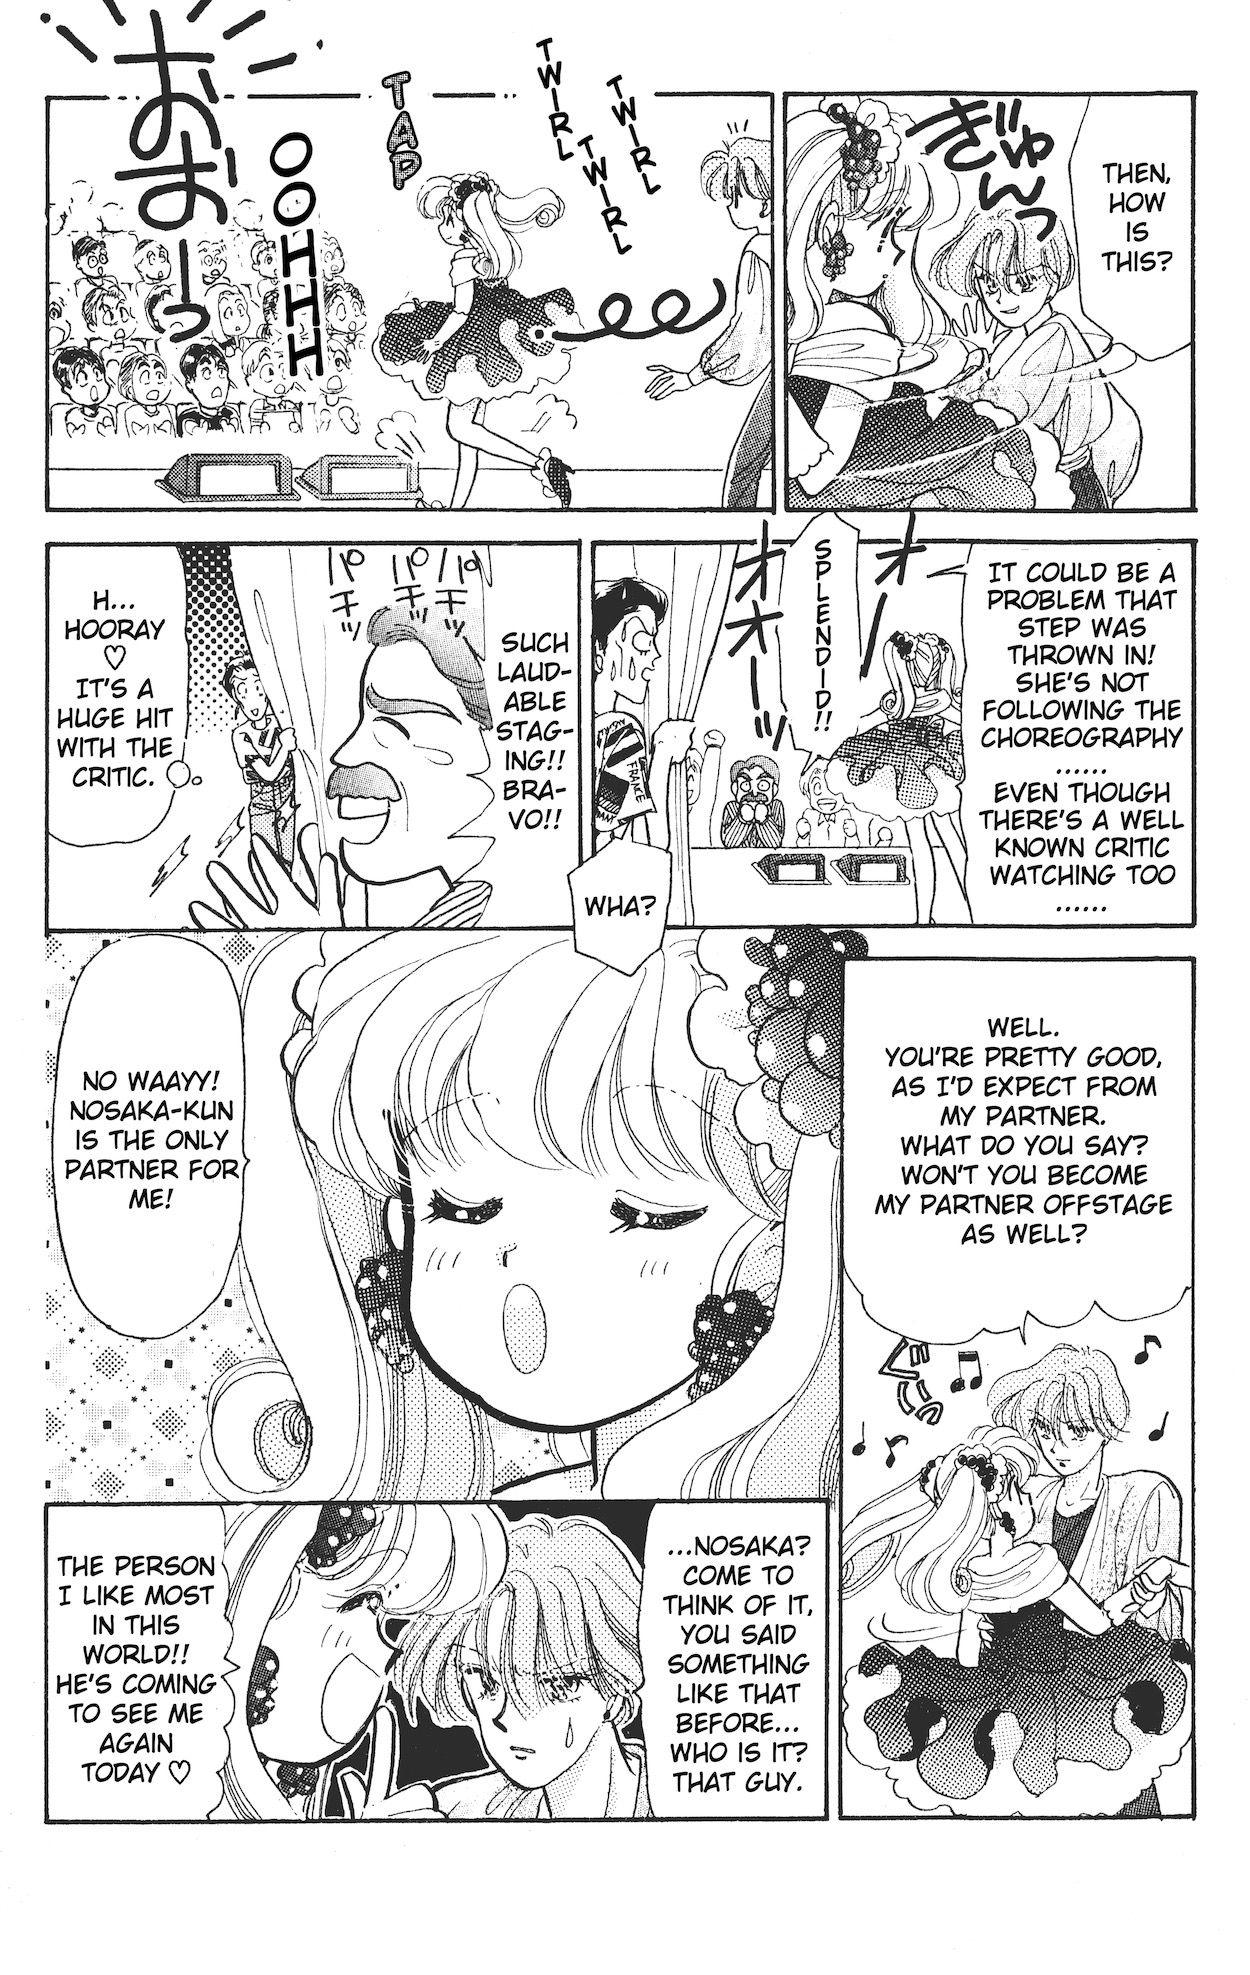 THEN,
HOW
IS
THIS?
ぎゅ
んっ
TWIRL
TWIRL
TWIRL
TAP
OOHHH
おおーっ
IT COULD BE A
PROBLEM THAT
STEP WAS
THROWN IN!
SHE'S NOT
FOLLOWING THE
CHOREOGRAPHY
......
EVEN THOUGH
THERE'S A WELL
KNOWN CRITIC
WATCHING TOO
......
オー
SPLENDID!!
オオーッ
FRANCE
WHA?
SUCH
LAUD-
ABLE
STAG-
ING!!
BRA-
VO!!
パチッ
パチッ
パチッ
H...
HOORAY
♡
IT'S A
HUGE HIT
WITH THE
CRITIC.
WELL.
YOU'RE PRETTY GOOD,
AS I'D EXPECT FROM
MY PARTNER.
WHAT DO YOU SAY?
WON'T YOU BECOME
MY PARTNER OFFSTAGE
AS WELL?
NO WAAYY!
NOSAKA-KUN
IS THE ONLY
PARTNER FOR
ME!
...NOSAKA?
COME TO
THINK OF IT,
YOU SAID
SOMETHING
LIKE THAT
BEFORE...
WHO IS IT?
THAT GUY.
THE PERSON
I LIKE MOST
IN THIS
WORLD!!
HE'S COMING
TO SEE ME
AGAIN
TODAY ♡